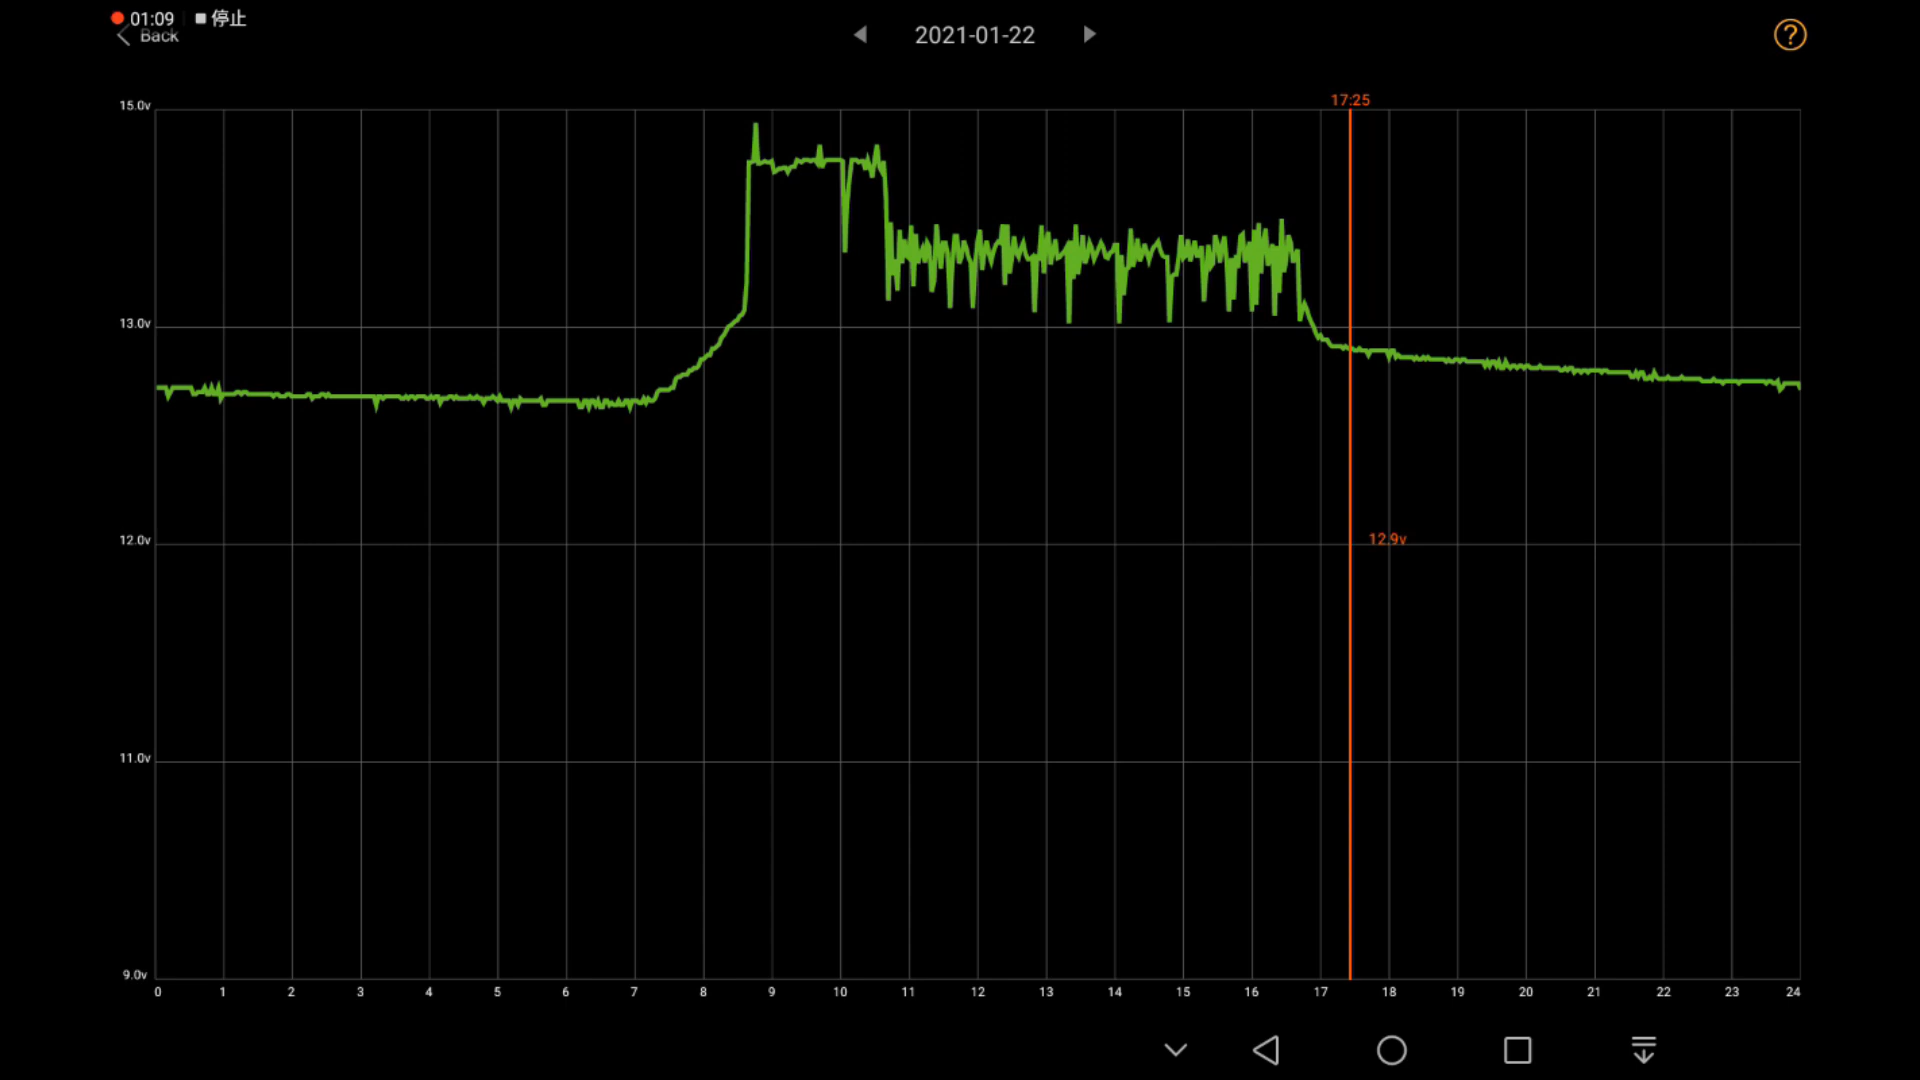 01:09 停止
Back
2021-01-22
?
17:25
15.0v
13.0v
12.0v
12.9v
11.0v
9.0v
0 1 2 3 4 5 6 7 8 9 10 11 12 13 14 15 16 17 18 19 20 21 22 23 24